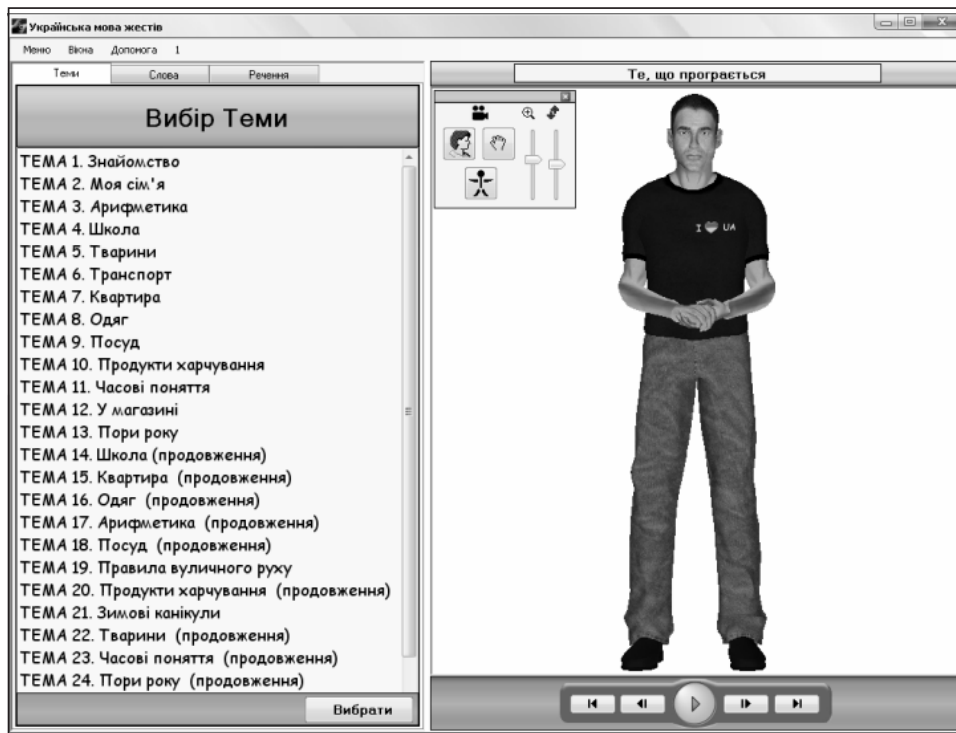 Українська мова жестів
Меню Вікна Допомога 1
Теми Слова Речення
Вибір Теми
ТЕМА 1. Знайомство
ТЕМА 2. Моя сім'я
ТЕМА 3. Арифметика
ТЕМА 4. Школа
ТЕМА 5. Тварини
ТЕМА 6. Транспорт
ТЕМА 7. Квартира
ТЕМА 8. Одяг
ТЕМА 9. Посуд
ТЕМА 10. Продукти харчування
ТЕМА 11. Часові поняття
ТЕМА 12. У магазині
ТЕМА 13. Пори року
ТЕМА 14. Школа (продовження)
ТЕМА 15. Квартира (продовження)
ТЕМА 16. Одяг (продовження)
ТЕМА 17. Арифметика (продовження)
ТЕМА 18. Посуд (продовження)
ТЕМА 19. Правила вуличного руху
ТЕМА 20. Продукти харчування (продовження)
ТЕМА 21. Зимові канікули
ТЕМА 22. Тварини (продовження)
ТЕМА 23. Часові поняття (продовження)
ТЕМА 24. Пори року (продовження)
Вибрати
Те, що програється
I UA